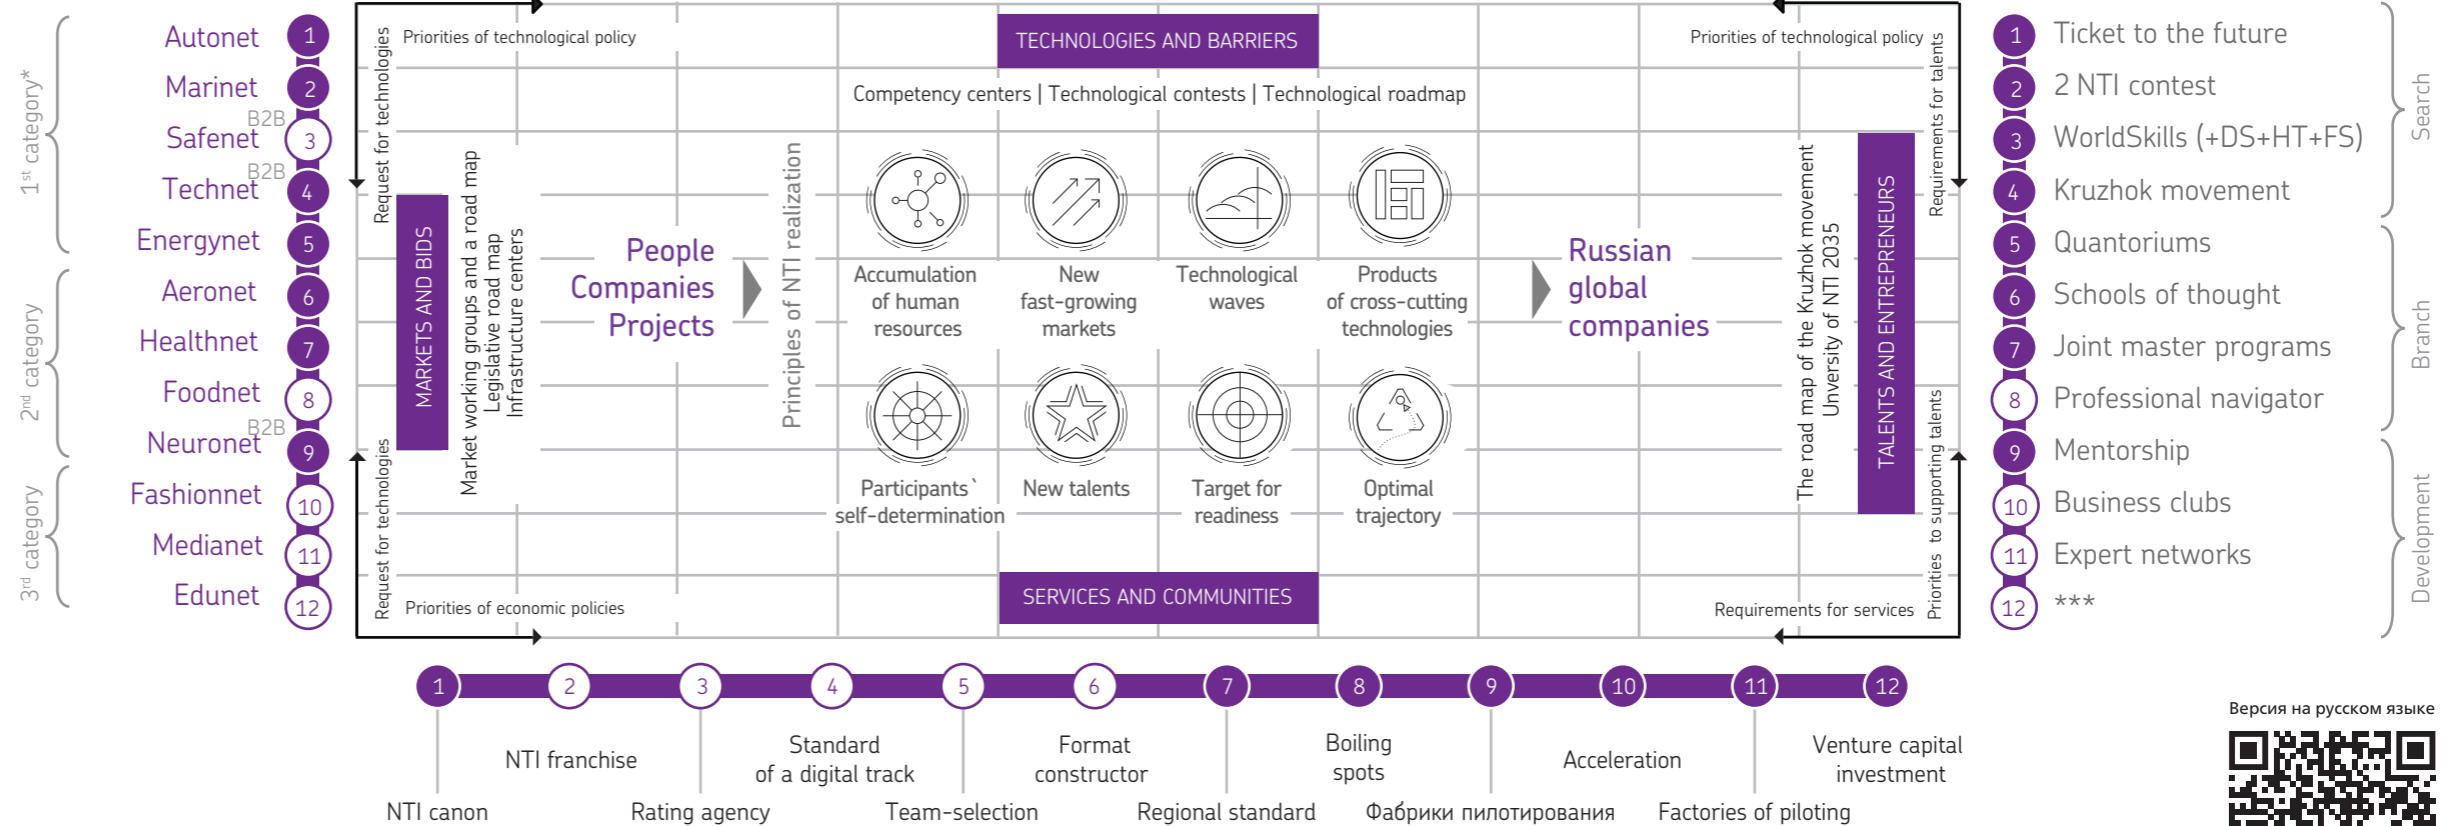 1st category*
2nd category
3rd category
Autonet 1
Marinet 2
B2B
Safenet 3
B2B
Technet 4
Energynet 5
Aeronet 6
Healthnet 7
Foodnet 8
B2B
Neuronet 9
Fashionnet 10
Medianet 11
Edunet 12
Request for technologies
Priorities of technological policy
Request for technologies
Priorities of economic policies
MARKETS AND BIDS
Market working groups and a road map
Legislative road map
Infrastructure centers
People
Companies
Projects
TECHNOLOGIES AND BARRIERS
Competency centers | Technological contests | Technological roadmap
Principles of NTI realization
Accumulation
of human
resources
New
fast-growing
markets
Technological
waves
Products
of cross-cutting
technologies
Participants`
self-determination
New talents
Target for
readiness
Optimal
trajectory
SERVICES AND COMMUNITIES
Russian
global
companies
Priorities of technological policy
Requirements for talents
The road map of the Kruzhok movement
Unversity of NTI 2035
TALENTS AND ENTREPRENEURS
Priorities to supporting talents
Requirements for services
1 Ticket to the future
2 2 NTI contest
3 WorldSkills (+DS+HT+FS)
4 Kruzhok movement
5 Quantoriums
6 Schools of thought
7 Joint master programs
8 Professional navigator
9 Mentorship
10 Business clubs
11 Expert networks
12 ***
Search
Branch
Development
1 2 3 4 5 6 7 8 9 10 11 12
NTI canon
NTI franchise
Rating agency
Standard
of a digital track
Team-selection
Format
constructor
Regional standard
Boiling
spots
Фабрики пилотирования
Acceleration
Factories of piloting
Venture capital
investment
Версия на русском языке